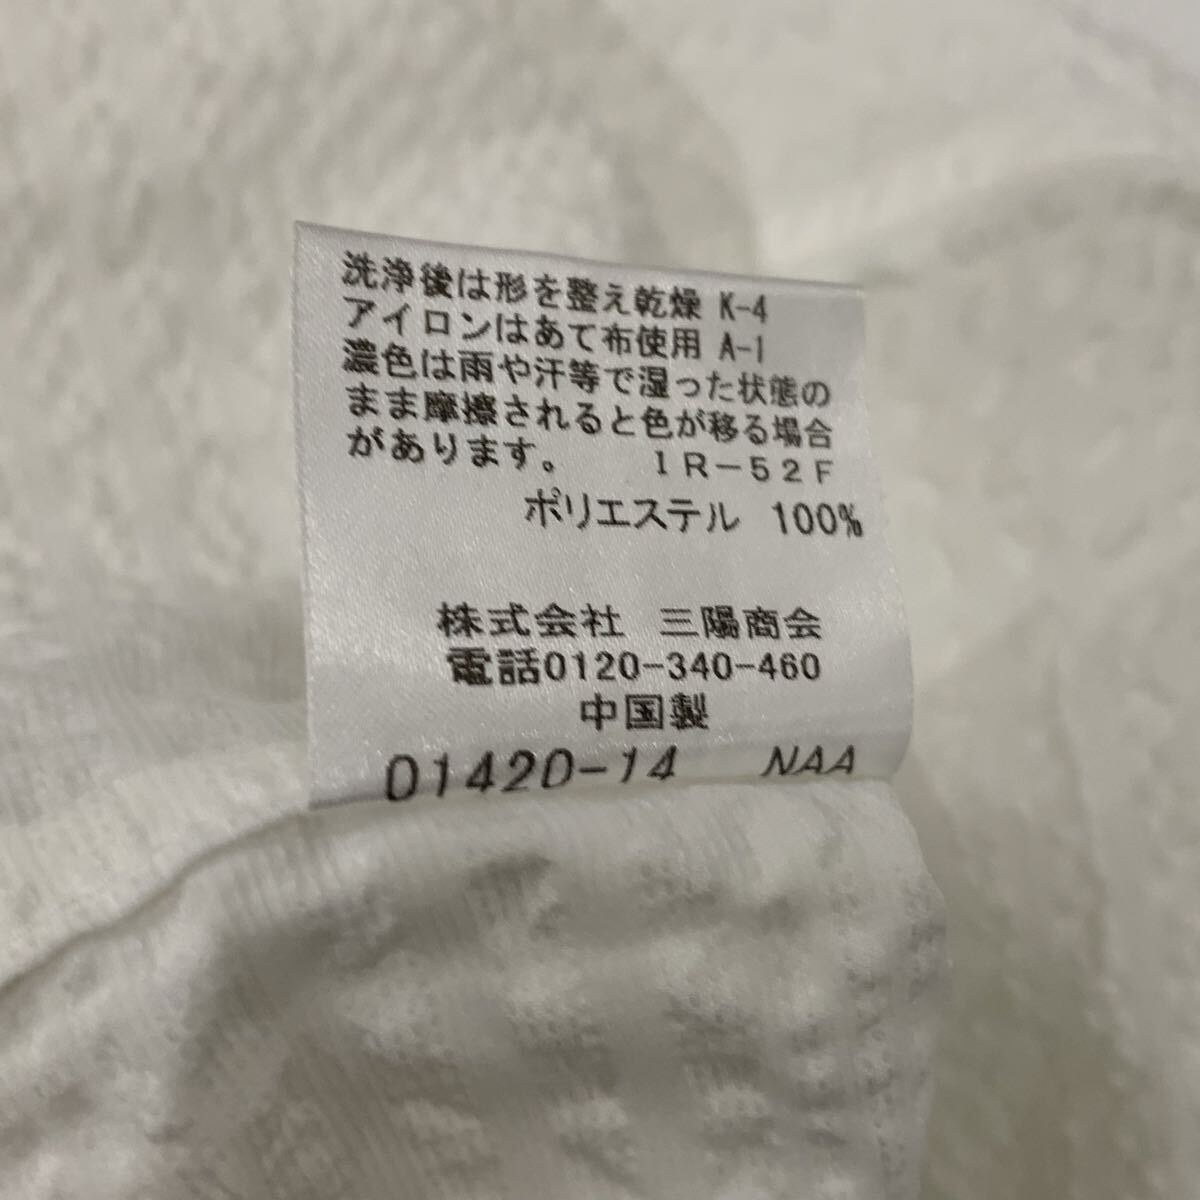 洗浄後は形を整え乾燥 K-4
アイロンはあて布使用 A-1
濃色は雨や汗等で湿った状態の
まま摩擦されると色が移る場合
があります。 IR-52F
ポリエステル 100%
株式会社 三陽商会
電話0120-340-460
中国製
01420-14 NAA